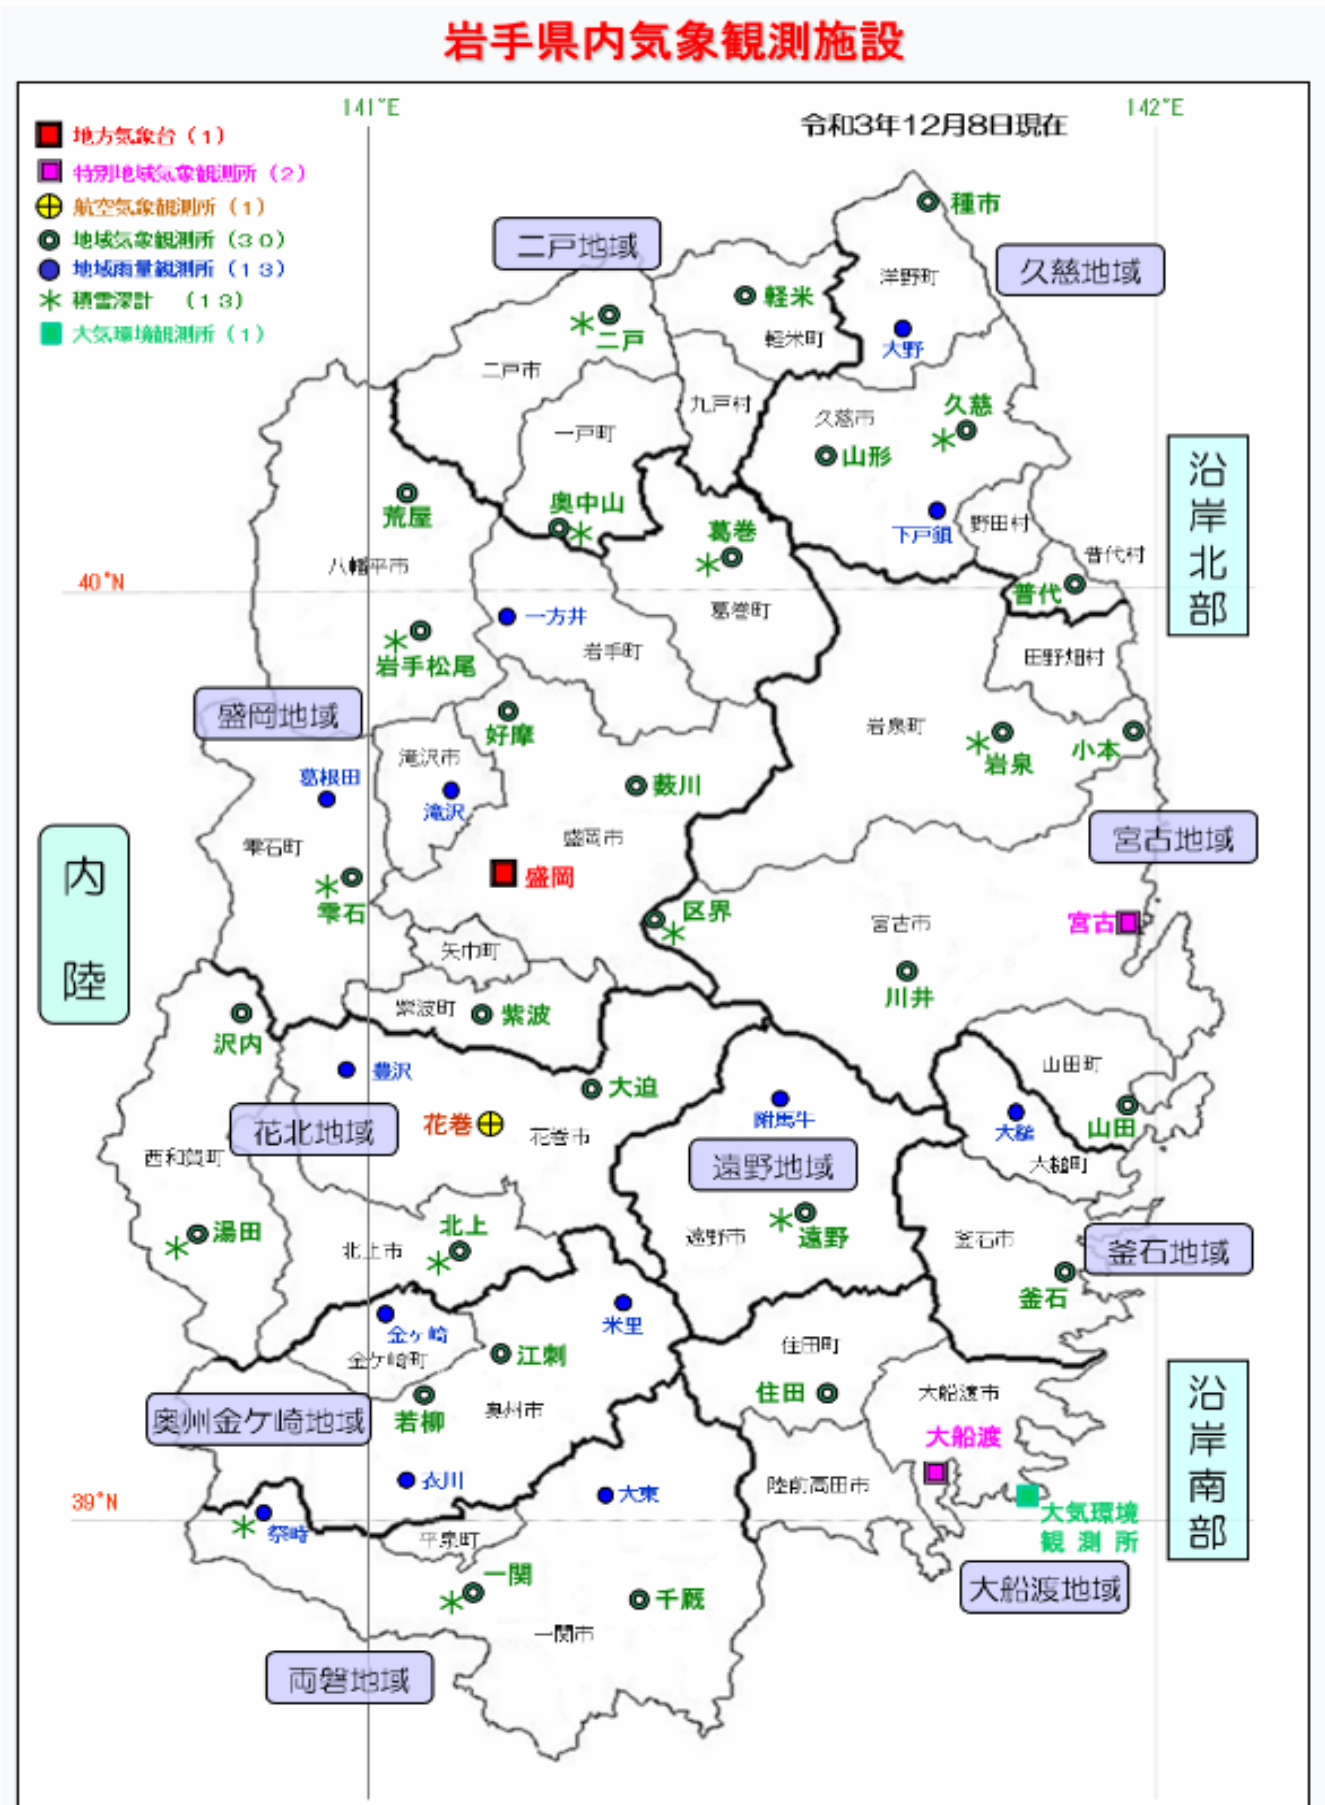 岩手県内気象観測施設
141°E
142°E
令和3年12月8日現在
地方気象台（1）
特別地域気象観測所（2）
航空気象観測所（1）
地域気象観測所（30）
地域雨量観測所（13）
積雪深計　（13）
大気環境観測所（1）
種市
二戸地域
久慈地域
洋野町
軽米
二戸
軽米町
大野
二戸市
九戸村
久慈市
久慈
一戸町
山形
沿岸北部
荒屋
奥中山
下戸鎖
野田村
葛巻
普代村
八幡平市
40°N
普代
一方井
葛巻町
岩手町
田野畑村
岩手松尾
盛岡地域
好摩
岩泉町
滝沢市
岩泉
小本
葛根田
薮川
滝沢
盛岡市
宮古地域
雫石町
内陸
盛岡
雫石
区界
宮古市
宮古
矢巾町
川井
紫波町
紫波
沢内
豊沢
山田町
大迫
附馬牛
花巻
花巻市
大槌
山田
花北地域
西和賀町
遠野地域
大槌町
湯田
北上
遠野市
遠野
釜石市
北上市
釜石地域
釜石
金ケ崎
米里
金ケ崎町
江刺
住田町
住田
大船渡市
奥州金ケ崎地域
若柳
奥州市
大船渡
沿岸南部
衣川
大東
陸前高田市
39°N
祭畤
大気環境
観測所
平泉町
一関
千厩
大船渡地域
一関市
両磐地域